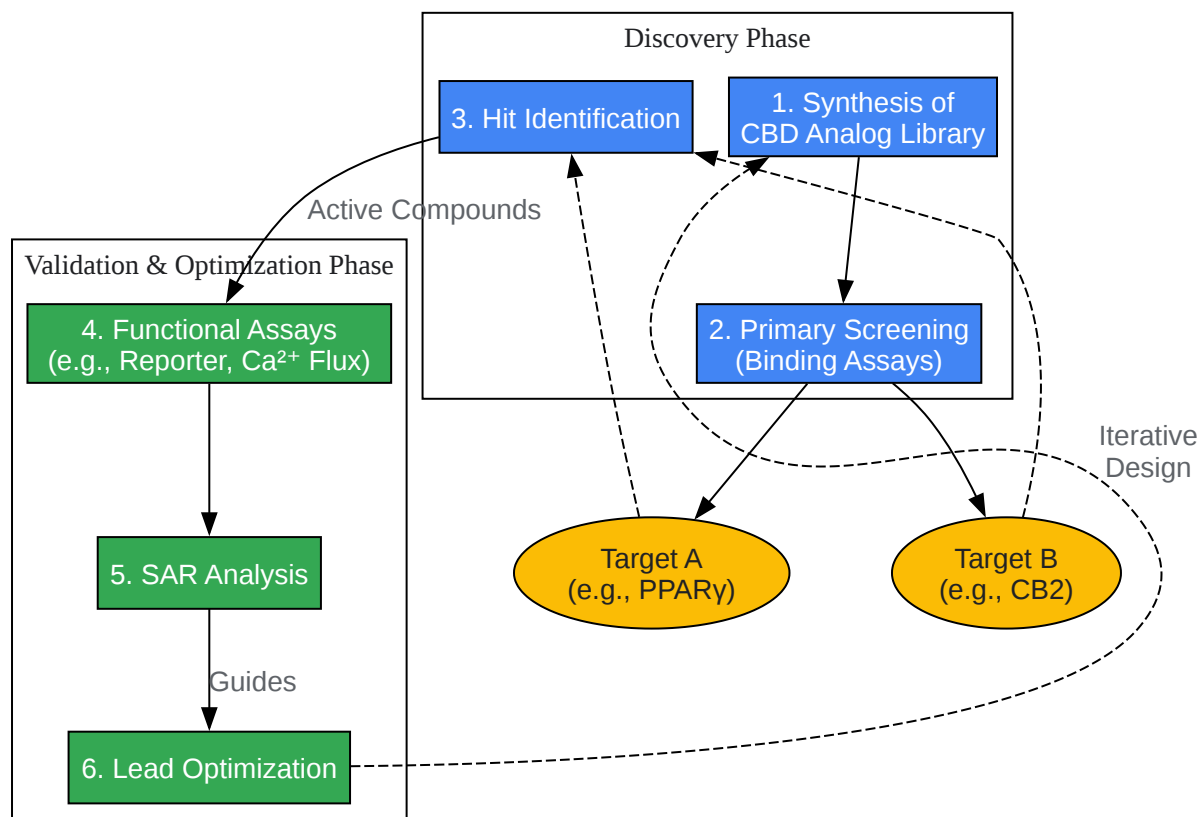 Discovery Phase
3. Hit Identification
1. Synthesis of
CBD Analog Library
Active Compounds
Validation & Optimization Phase
4. Functional Assays
(e.g., Reporter, Ca²⁺ Flux)
2. Primary Screening
(Binding Assays)
Iterative
Design
5. SAR Analysis
Target A
(e.g., PPARγ)
Target B
(e.g., CB2)
Guides
6. Lead Optimization